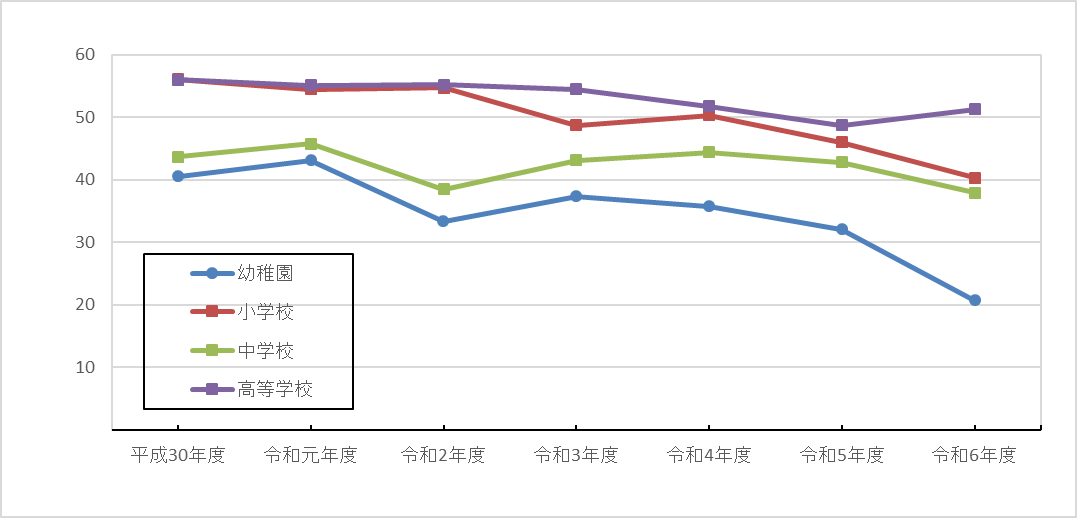 60
50
40
30
20
10
幼稚園
小学校
中学校
高等学校
平成30年度
令和元年度
令和2年度
令和3年度
令和4年度
令和5年度
令和6年度